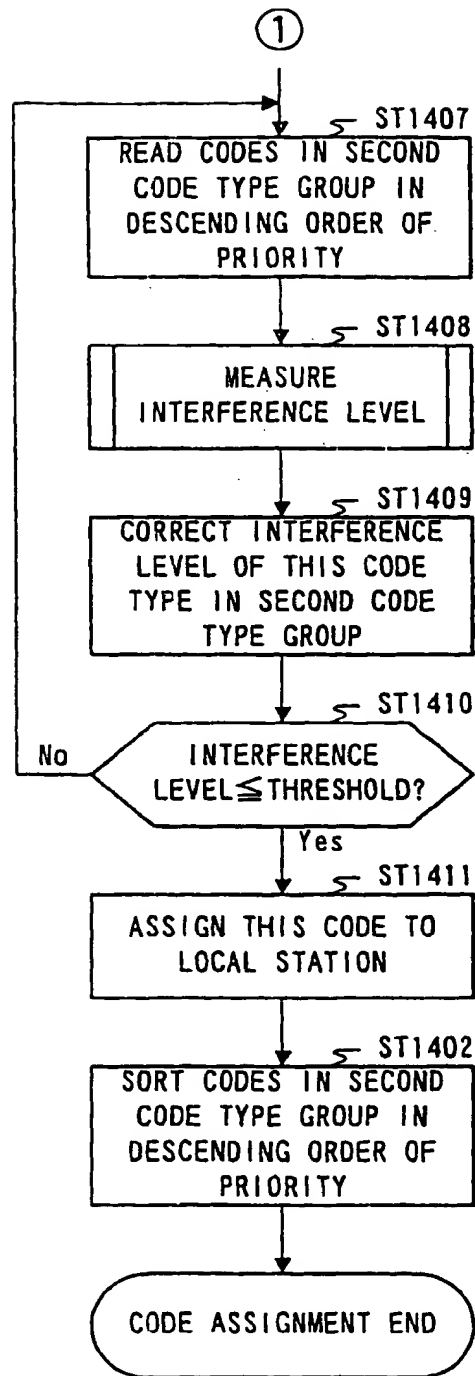 1
ST1407
READ CODES IN SECOND
CODE TYPE GROUP IN
DESCENDING ORDER OF
PRIORITY
ST1408
MEASURE
INTERFERENCE LEVEL
ST1409
CORRECT INTERFERENCE
LEVEL OF THIS CODE
TYPE IN SECOND CODE
TYPE GROUP
ST1410
No
INTERFERENCE
LEVEL≦THRESHOLD?
Yes
ST1411
ASSIGN THIS CODE TO
LOCAL STATION
ST1402
SORT CODES IN SECOND
CODE TYPE GROUP IN
DESCENDING ORDER OF
PRIORITY
CODE ASSIGNMENT END